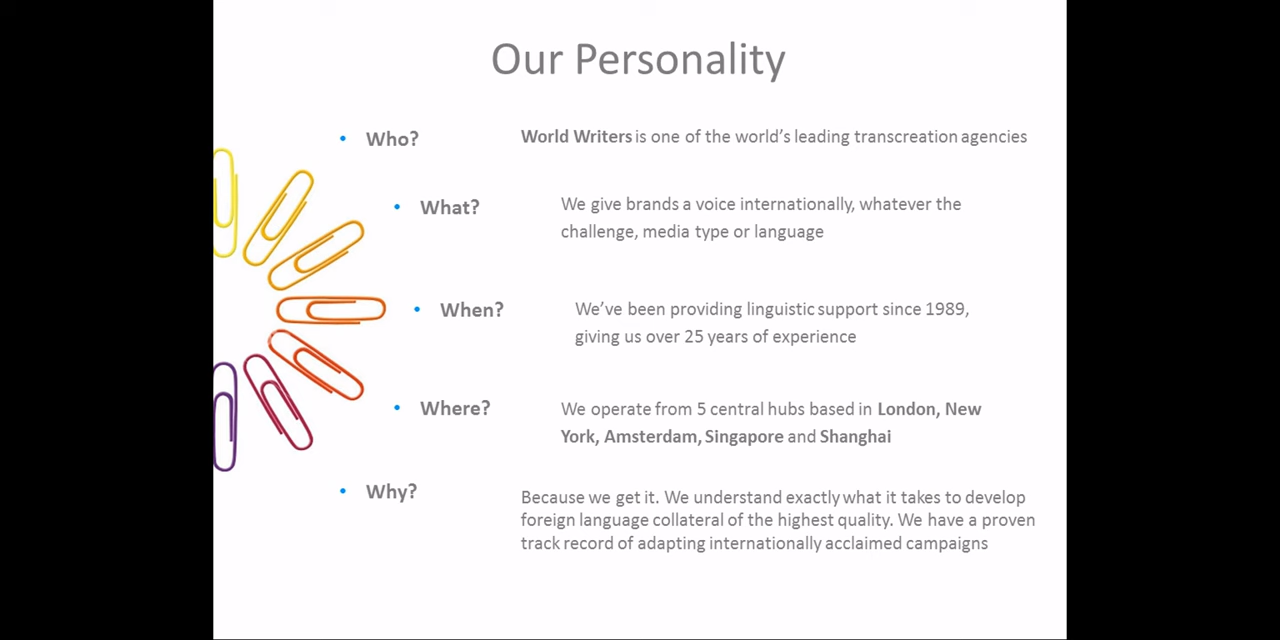 Our Personality
• Who?
World Writers is one of the world's leading transcreation agencies
• What?
We give brands a voice internationally, whatever the
challenge, media type or language
• When?
We've been providing linguistic support since 1989,
giving us over 25 years of experience
• Where?
We operate from 5 central hubs based in London, New
York, Amsterdam, Singapore and Shanghai
• Why?
Because we get it. We understand exactly what it takes to develop
foreign language collateral of the highest quality. We have a proven
track record of adapting internationally acclaimed campaigns